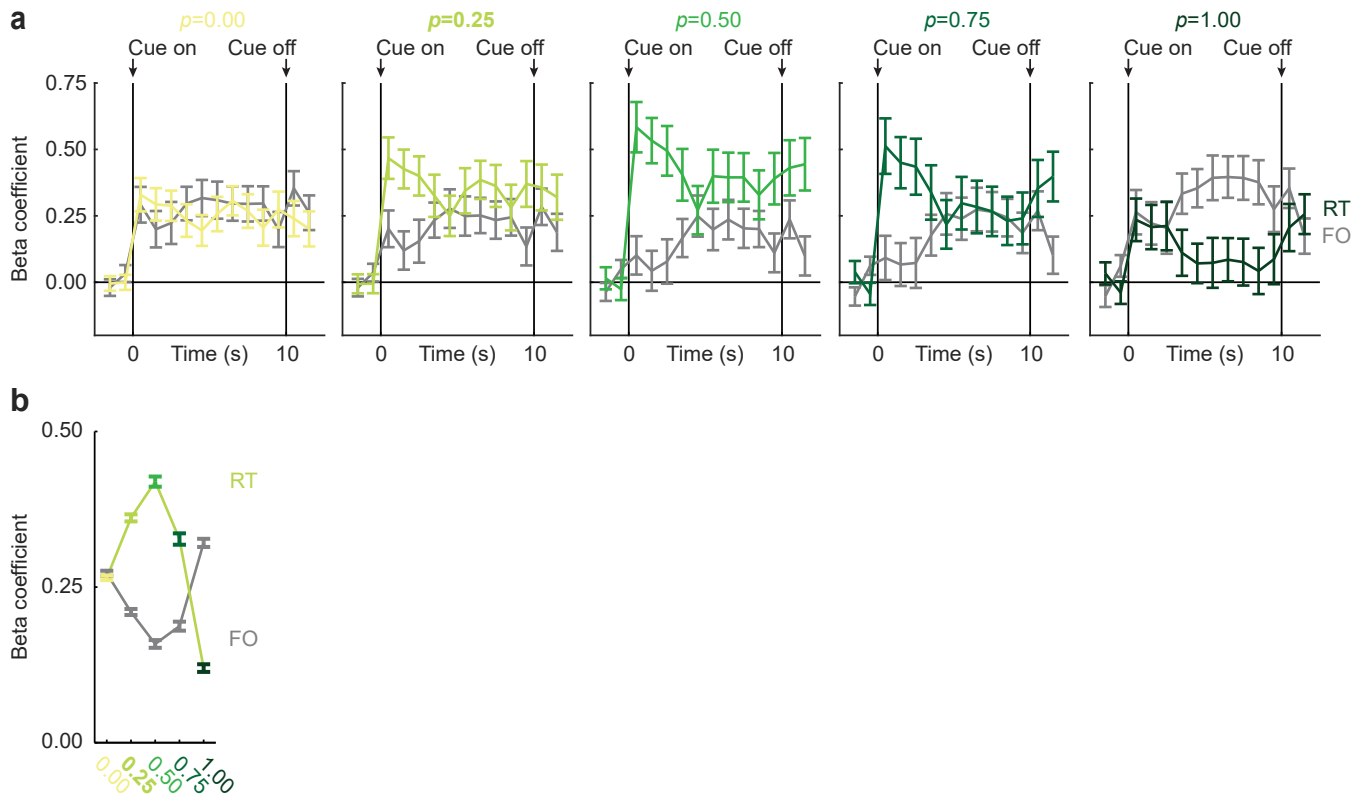 a
p=0.00 p=0.25 p=0.50 p=0.75 p=1.00
Cue on Cue off Cue on Cue off Cue on Cue off Cue on Cue off Cue on Cue off
0.75
0.50
0.25
0.00
Beta coefficient
RT
FO
0 Time (s) 10 0 Time (s) 10 0 Time (s) 10 0 Time (s) 10 0 Time (s) 10
b
0.50
0.25
0.00
Beta coefficient
RT
FO
0.00 0.25 0.50 0.75 1.00